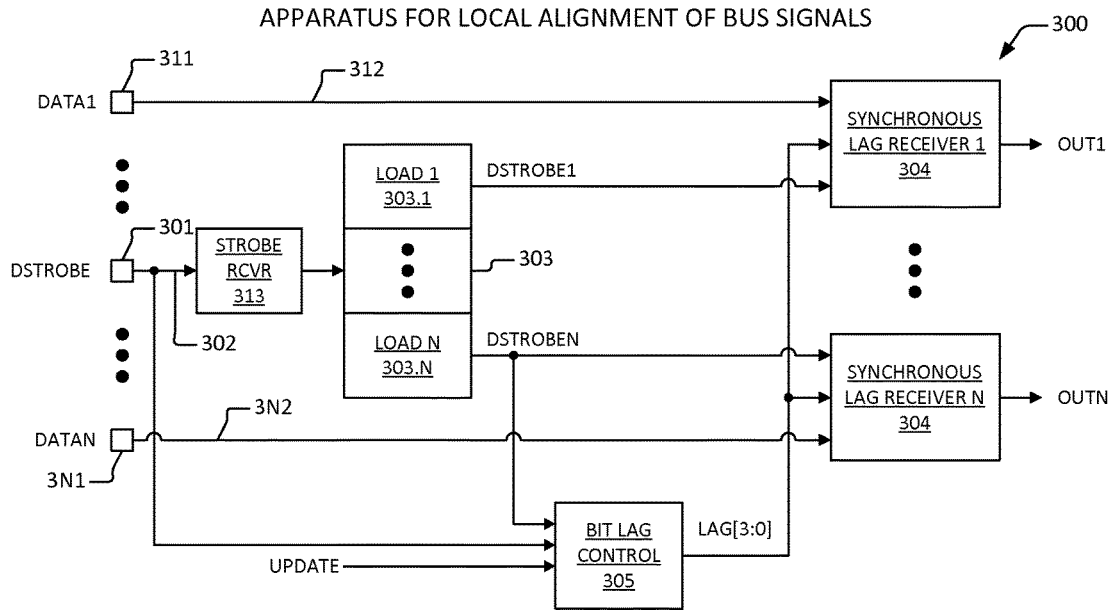 APPARATUS FOR LOCAL ALIGNMENT OF BUS SIGNALS
300
311
312
DATA1
SYNCHRONOUS
LAG RECEIVER 1
304
OUT1
LOAD 1
303.1
DSTROBE1
301
DSTROBE
STROBE
RCVR
313
303
302
LOAD N
303.N
DSTROBEN
SYNCHRONOUS
LAG RECEIVER N
304
OUTN
3N2
DATAN
3N1
BIT LAG
CONTROL
305
LAG[3:0]
UPDATE